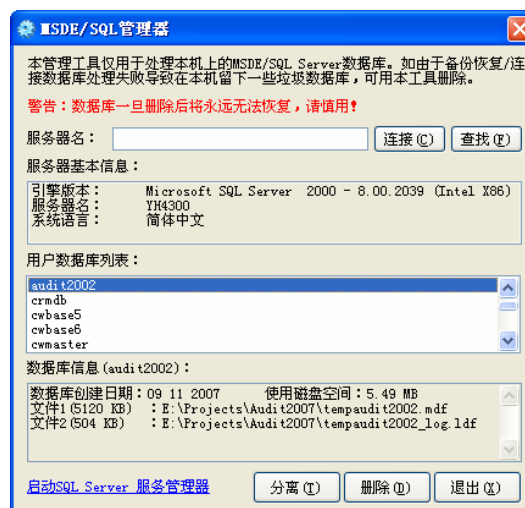 MSDE/SQL管理器
本管理工具仅用于处理本机上的MSDE/SQL Server数据库。如由于备份恢复/连
接数据库处理失败导致在本机留下一些垃圾数据库，可用本工具删除。
警告：数据库一旦删除后将永远无法恢复，请慎用！
服务器名： 连接(C) 查找(F)
服务器基本信息：
引擎版本： Microsoft SQL Server 2000 - 8.00.2039 (Intel X86)
服务器名： YH4300
系统语言： 简体中文
用户数据库列表：
audit2002
crmdb
cwbase5
cwbase6
cwmaster
数据库信息(audit2002)：
数据库创建日期：09 11 2007 使用磁盘空间：5.49 MB
文件1(5120 KB) ：E:\Projects\Audit2007\tempaudit2002.mdf
文件2(504 KB) ：E:\Projects\Audit2007\tempaudit2002_log.ldf
启动SQL Server 服务管理器 分离(T) 删除(D) 退出(X)